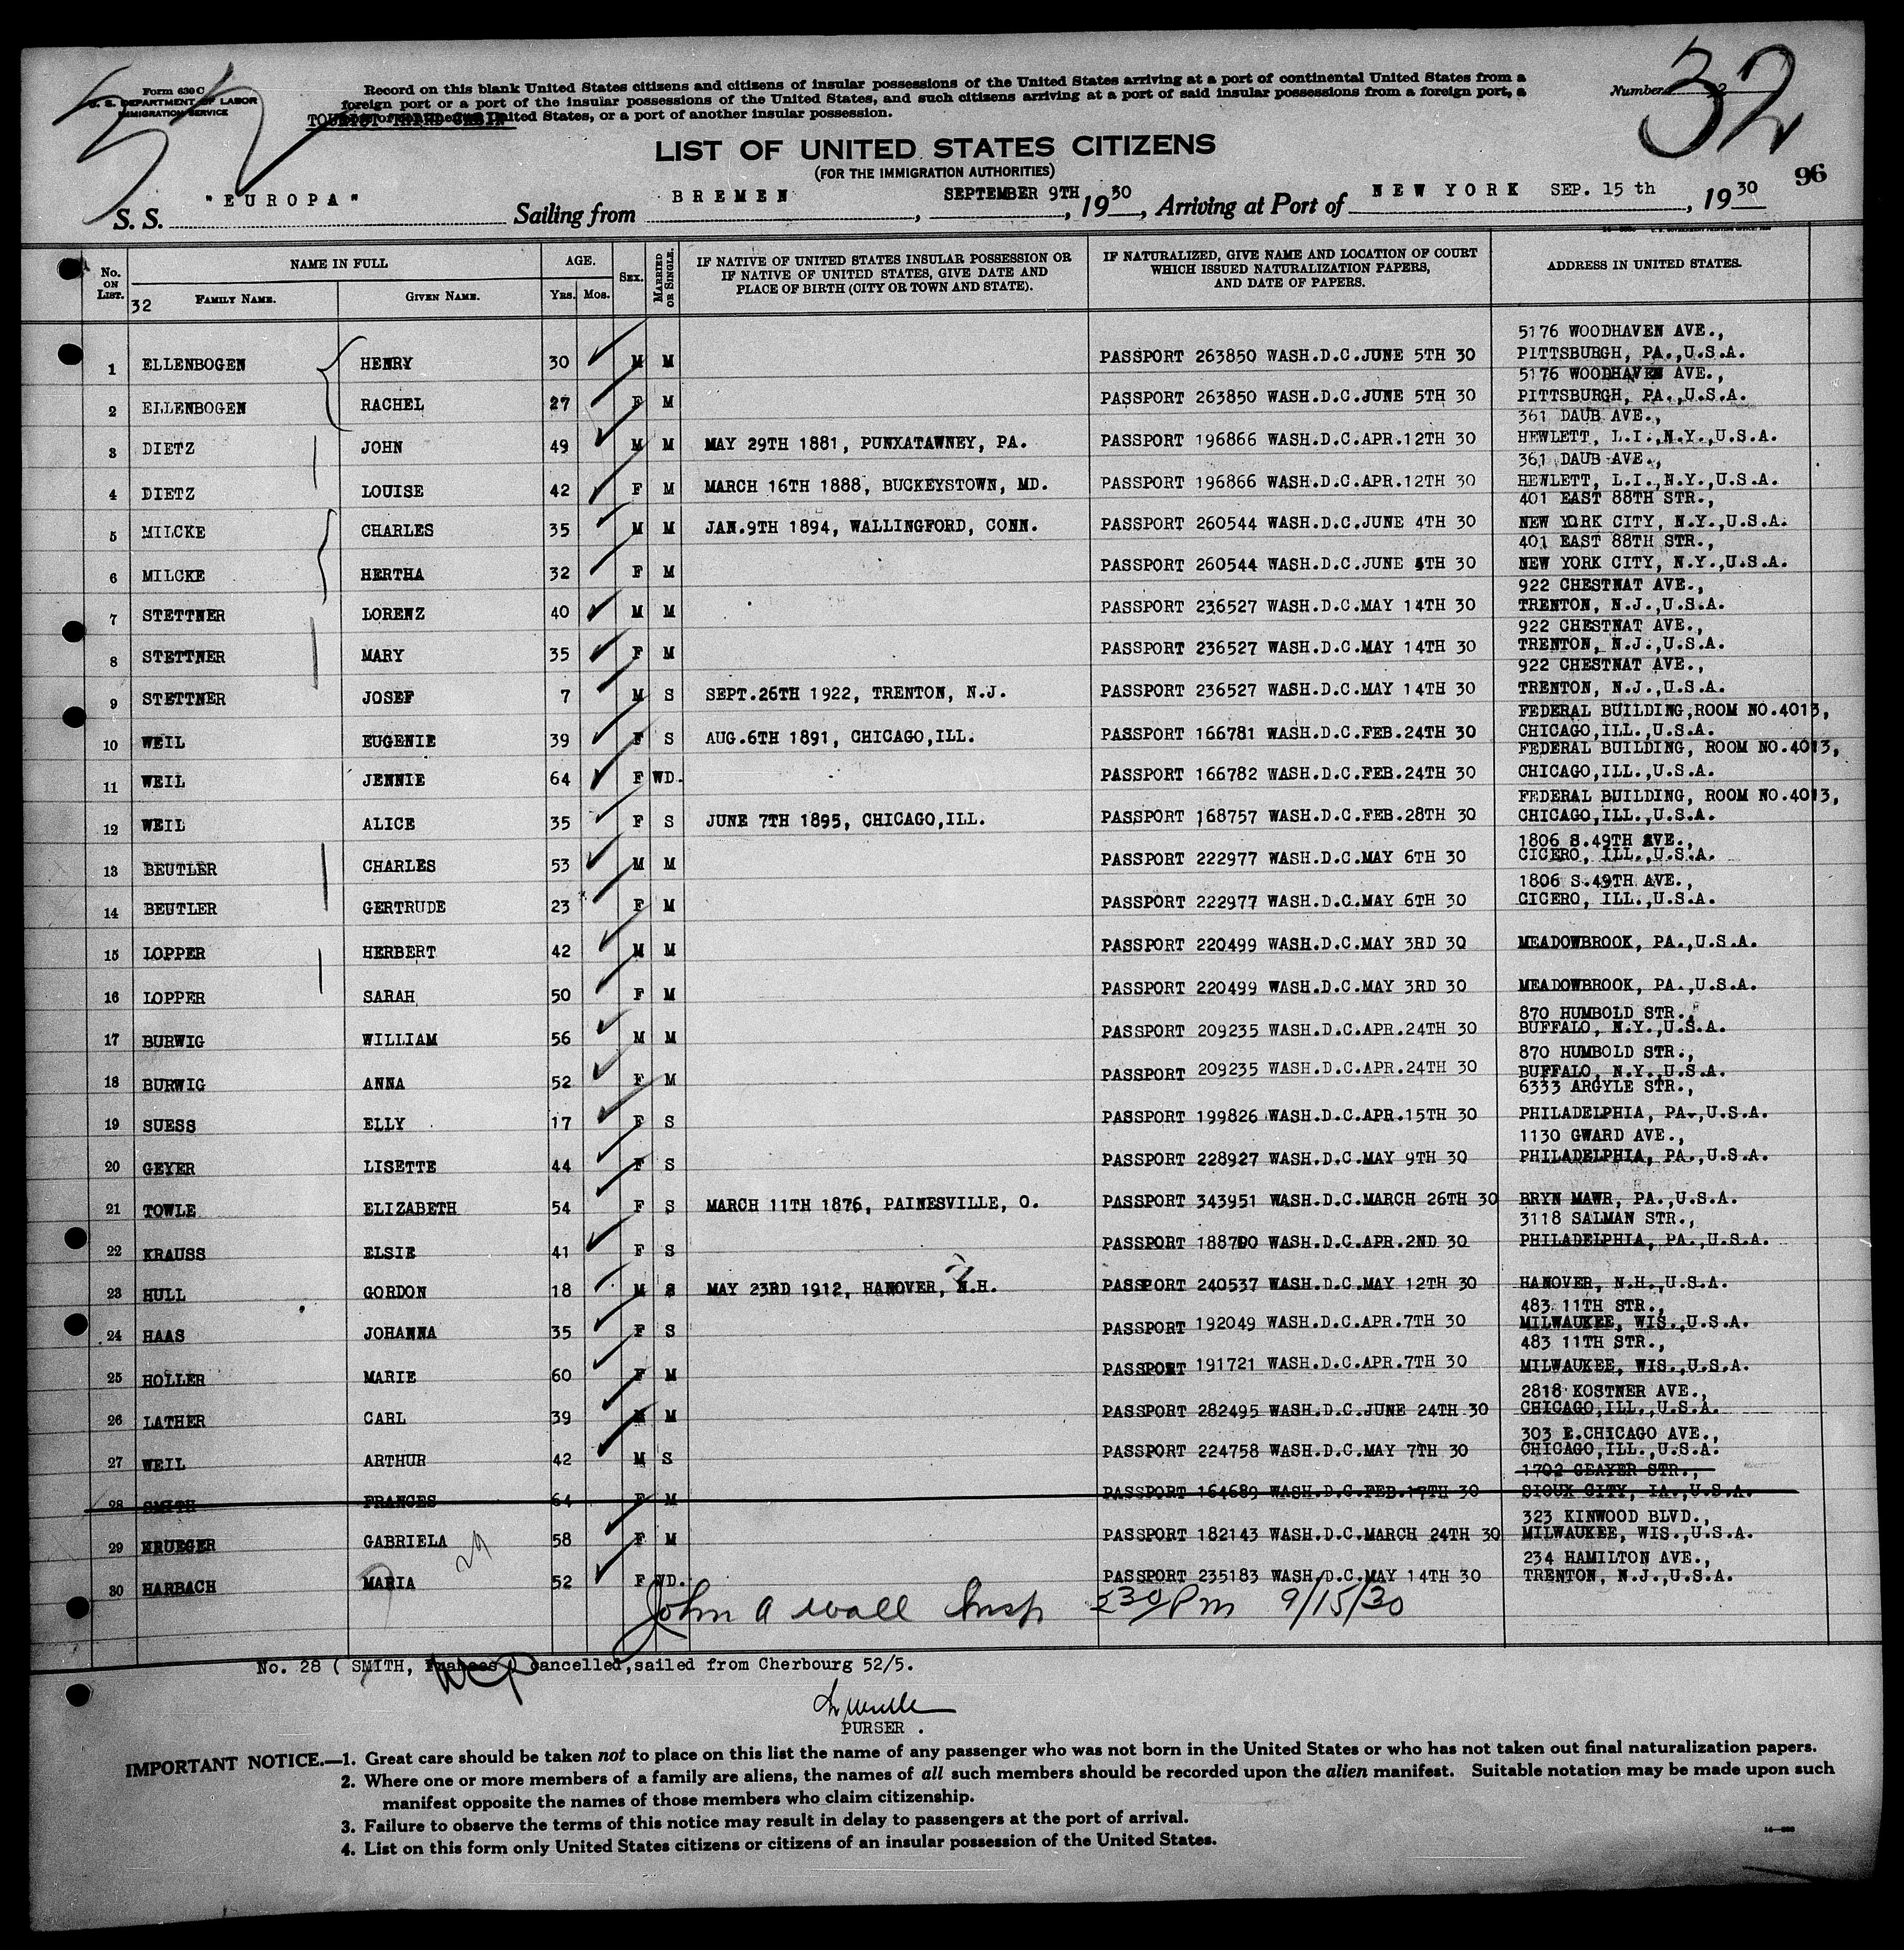 32
32
Form 630 C
U. S. DEPARTMENT OF LABOR
IMMIGRATION SERVICE
Record on this blank United States citizens and citizens of insular possessions of the United States arriving at a port of continental United States from a
foreign port or a port of the insular possessions of the United States, and such citizens arriving at a port of said insular possessions from a foreign port, a
port of continental United States, or a port of another insular possession.
TOURIST THIRD CABIN
Number
LIST OF UNITED STATES CITIZENS
(FOR THE IMMIGRATION AUTHORITIES)
96
S. S. "EUROPA" Sailing from BREMEN, SEPTEMBER 9TH, 1930, Arriving at Port of NEW YORK SEP. 15 th, 1930
No. ON LIST. NAME IN FULL AGE. SEX. MARRIED OR SINGLE. IF NATIVE OF UNITED STATES INSULAR POSSESSION OR IF NATIVE OF UNITED STATES, GIVE DATE AND PLACE OF BIRTH (CITY OR TOWN AND STATE). IF NATURALIZED, GIVE NAME AND LOCATION OF COURT WHICH ISSUED NATURALIZATION PAPERS, AND DATE OF PAPERS. ADDRESS IN UNITED STATES.
32 FAMILY NAME. GIVEN NAME. YRS. MOS.
5176 WOODHAVEN AVE.,
1 ELLENBOGEN HENRY 30 M M PASSPORT 263850 WASH.D.C.JUNE 5TH 30 PITTSBURGH, PA.,U.S.A.
5176 WOODHAVEN AVE.,
2 ELLENBOGEN RACHEL 27 F M PASSPORT 263850 WASH.D.C.JUNE 5TH 30 PITTSBURGH, PA.,U.S.A.
361 DAUB AVE.,
3 DIETZ JOHN 49 M M MAY 29TH 1881, PUNXATAWNEY, PA. PASSPORT 196866 WASH.D.C.APR.12TH 30 HEWLETT, L.I.,N.Y.,U.S.A.
361 DAUB AVE.,
4 DIETZ LOUISE 42 F M MARCH 16TH 1888, BUCKEYSTOWN, MD. PASSPORT 196866 WASH.D.C.APR.12TH 30 HEWLETT, L.I.,N.Y.,U.S.A.
401 EAST 88TH STR.,
5 MILCKE CHARLES 35 M M JAN.9TH 1894, WALLINGFORD, CONN. PASSPORT 260544 WASH.D.C.JUNE 4TH 30 NEW YORK CITY, N.Y.,U.S.A.
401 EAST 88TH STR.,
6 MILCKE HERTHA 32 F M PASSPORT 260544 WASH.D.C.JUNE 4TH 30 NEW YORK CITY, N.Y.,U.S.A.
922 CHESTNAT AVE.,
7 STETTNER LORENZ 40 M M PASSPORT 236527 WASH.D.C.MAY 14TH 30 TRENTON, N.J.,U.S.A.
922 CHESTNAT AVE.,
8 STETTNER MARY 35 F M PASSPORT 236527 WASH.D.C.MAY 14TH 30 TRENTON, N.J.,U.S.A.
922 CHESTNAT AVE.,
9 STETTNER JOSEF 7 M S SEPT.26TH 1922, TRENTON, N.J. PASSPORT 236527 WASH.D.C.MAY 14TH 30 TRENTON, N.J.,U.S.A.
FEDERAL BUILDING,ROOM NO.4013,
10 WEIL EUGENIE 39 F S AUG.6TH 1891, CHICAGO,ILL. PASSPORT 166781 WASH.D.C.FEB.24TH 30 CHICAGO,ILL.,U.S.A.
FEDERAL BUILDING, ROOM NO.4013,
11 WEIL JENNIE 64 F WD. PASSPORT 166782 WASH.D.C.FEB.24TH 30 CHICAGO,ILL.,U.S.A.
FEDERAL BUILDING, ROOM NO.4013,
12 WEIL ALICE 35 F S JUNE 7TH 1895, CHICAGO,ILL. PASSPORT 168757 WASH.D.C.FEB.28TH 30 CHICAGO,ILL.,U.S.A.
1806 S.49TH AVE.,
13 BEUTLER CHARLES 53 M M PASSPORT 222977 WASH.D.C.MAY 6TH 30 CICERO, ILL.,U.S.A.
1806 S.49TH AVE.,
14 BEUTLER GERTRUDE 23 F M PASSPORT 222977 WASH.D.C.MAY 6TH 30 CICERO, ILL.,U.S.A.
15 LOPPER HERBERT 42 M M PASSPORT 220499 WASH.D.C.MAY 3RD 30 MEADOWBROOK, PA.,U.S.A.
16 LOPPER SARAH 50 F M PASSPORT 220499 WASH.D.C.MAY 3RD 30 MEADOWBROOK, PA.,U.S.A.
870 HUMBOLD STR.,
17 BURWIG WILLIAM 56 M M PASSPORT 209235 WASH.D.C.APR.24TH 30 BUFFALO, N.Y.,U.S.A.
870 HUMBOLD STR.,
18 BURWIG ANNA 52 F M PASSPORT 209235 WASH.D.C.APR.24TH 30 BUFFALO, N.Y.,U.S.A.
6333 ARGYLE STR.,
19 SUESS ELLY 17 F S PASSPORT 199826 WASH.D.C.APR.15TH 30 PHILADELPHIA, PA.,U.S.A.
1130 GWARD AVE.,
20 GEYER LISETTE 44 F S PASSPORT 228927 WASH.D.C.MAY 9TH 30 PHILADELPHIA, PA.,U.S.A.
21 TOWLE ELIZABETH 54 F S MARCH 11TH 1876, PAINESVILLE, O. PASSPORT 343951 WASH.D.C.MARCH 26TH 30 BRYN MAWR, PA.,U.S.A.
3118 SALMAN STR.,
22 KRAUSS ELSIE 41 F S PASSPORT 188700 WASH.D.C.APR.2ND 30 PHILADELPHIA, PA.,U.S.A.
23 HULL GORDON 18 M S MAY 23RD 1912, HANOVER, N.H. PASSPORT 240537 WASH.D.C.MAY 12TH 30 HANOVER, N.H.,U.S.A.
483 11TH STR.,
24 HAAS JOHANNA 35 F S PASSPORT 192049 WASH.D.C.APR.7TH 30 MILWAUKEE, WIS.,U.S.A.
483 11TH STR.,
25 HOLLER MARIE 60 F M PASSPORT 191721 WASH.D.C.APR.7TH 30 MILWAUKEE, WIS.,U.S.A.
2818 KOSTNER AVE.,
26 LATHER CARL 39 M M PASSPORT 282495 WASH.D.C.JUNE 24TH 30 CHICAGO,ILL.,U.S.A.
303 E.CHICAGO AVE.,
27 WEIL ARTHUR 42 M S PASSPORT 224758 WASH.D.C.MAY 7TH 30 CHICAGO,ILL.,U.S.A.
1702 GEAYER STR.,
28 SMITH FRANCES 64 F M PASSPORT 164689 WASH.D.C.FEB.17TH 30 SIOUX CITY, IA.,U.S.A.
323 KINWOOD BLVD.,
29 KRUEGER GABRIELA 58 F M PASSPORT 182143 WASH.D.C.MARCH 24TH 30 MILWAUKEE, WIS.,U.S.A.
29
234 HAMILTON AVE.,
30 HARBACH MARIA 52 F WD. PASSPORT 235183 WASH.D.C.MAY 14TH 30 TRENTON, N.J.,U.S.A.
John A Wall Insp 530 Pm 9/15/30
No. 28 ( SMITH, Frances ) cancelled,sailed from Cherbourg 52/5.
PURSER .
IMPORTANT NOTICE.—1. Great care should be taken not to place on this list the name of any passenger who was not born in the United States or who has not taken out final naturalization papers.
2. Where one or more members of a family are aliens, the names of all such members should be recorded upon the alien manifest. Suitable notation may be made upon such
manifest opposite the names of those members who claim citizenship.
3. Failure to observe the terms of this notice may result in delay to passengers at the port of arrival.
4. List on this form only United States citizens or citizens of an insular possession of the United States.